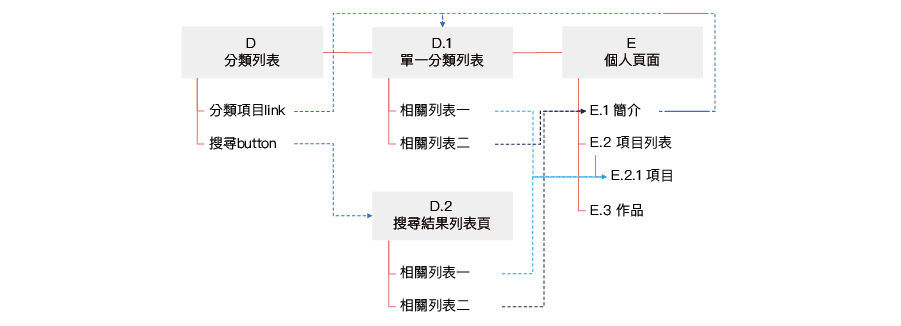 D
分類列表
分類項目link
搜尋button
D.1
單一分類列表
相關列表一
相關列表二
D.2
搜尋結果列表頁
相關列表一
相關列表二
E
個人頁面
E.1 簡介
E.2 項目列表
E.2.1 項目
E.3 作品